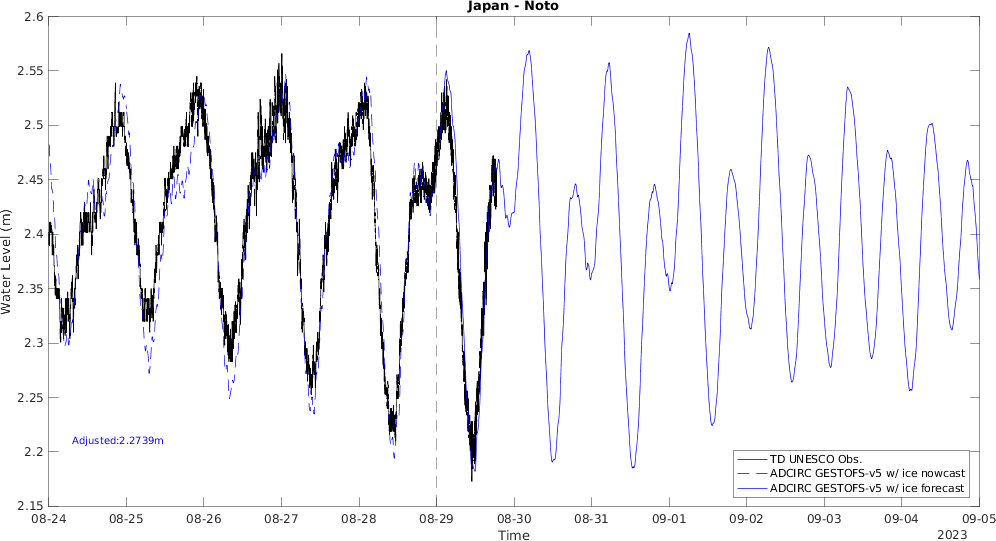 Japan - Noto
2.6
2.55
2.5
2.45
2.4
2.35
2.3
2.25
2.2
2.15
Water Level (m)
Adjusted:2.2739m
TD UNESCO Obs.
ADCIRC GESTOFS-v5 w/ ice nowcast
ADCIRC GESTOFS-v5 w/ ice forecast
08-24 08-25 08-26 08-27 08-28 08-29 08-30 08-31 09-01 09-02 09-03 09-04 09-05
Time
2023